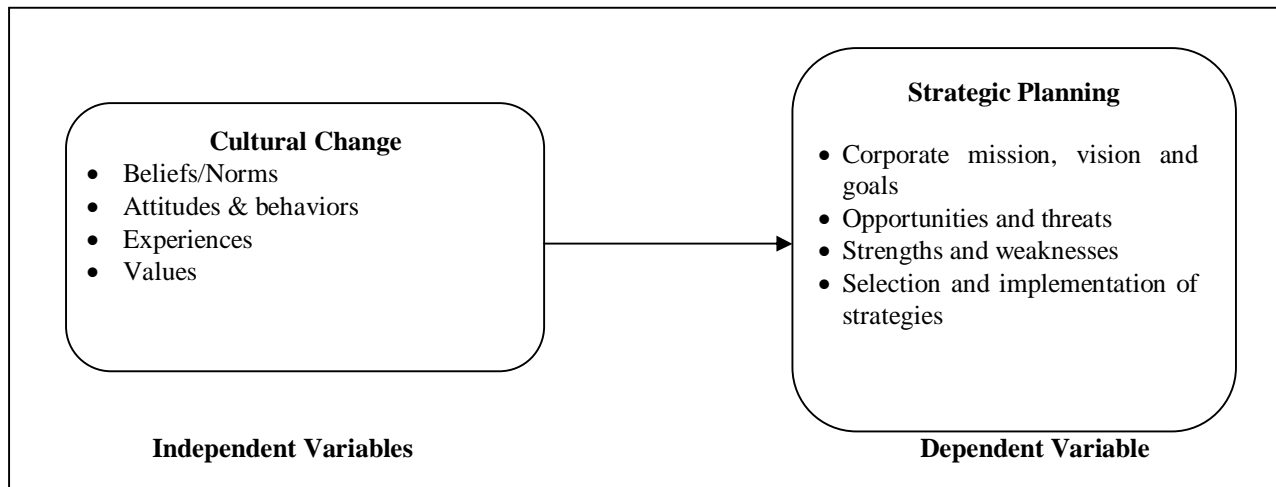 Cultural Change
• Beliefs/Norms
• Attitudes & behaviors
• Experiences
• Values
Strategic Planning
• Corporate mission, vision and
goals
• Opportunities and threats
• Strengths and weaknesses
• Selection and implementation of
strategies
Independent Variables
Dependent Variable